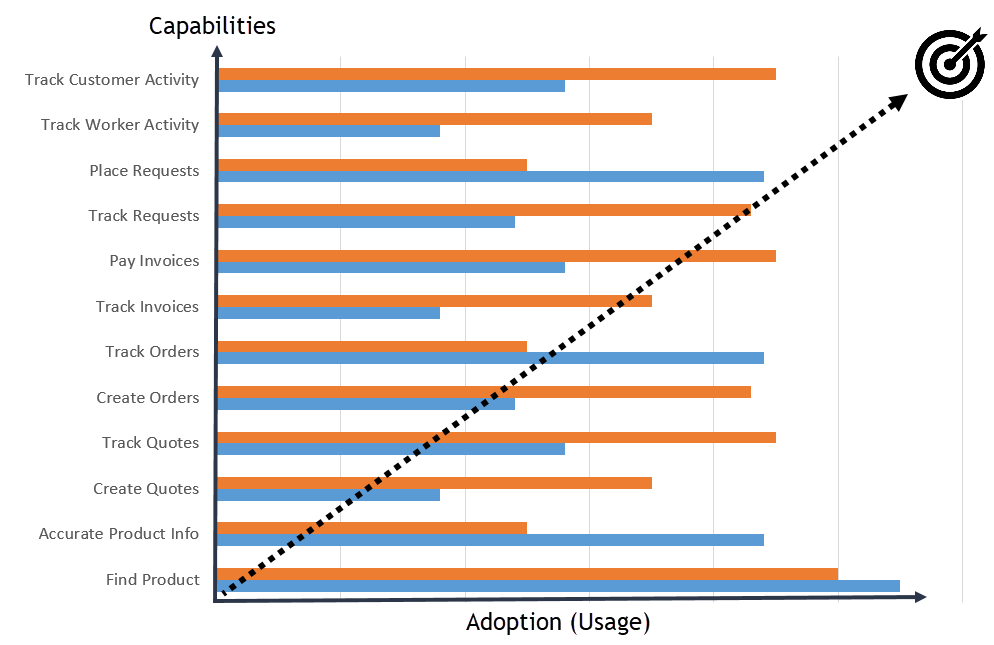 Capabilities
Track Customer Activity
Track Worker Activity
Place Requests
Track Requests
Pay Invoices
Track Invoices
Track Orders
Create Orders
Track Quotes
Create Quotes
Accurate Product Info
Find Product
Adoption (Usage)